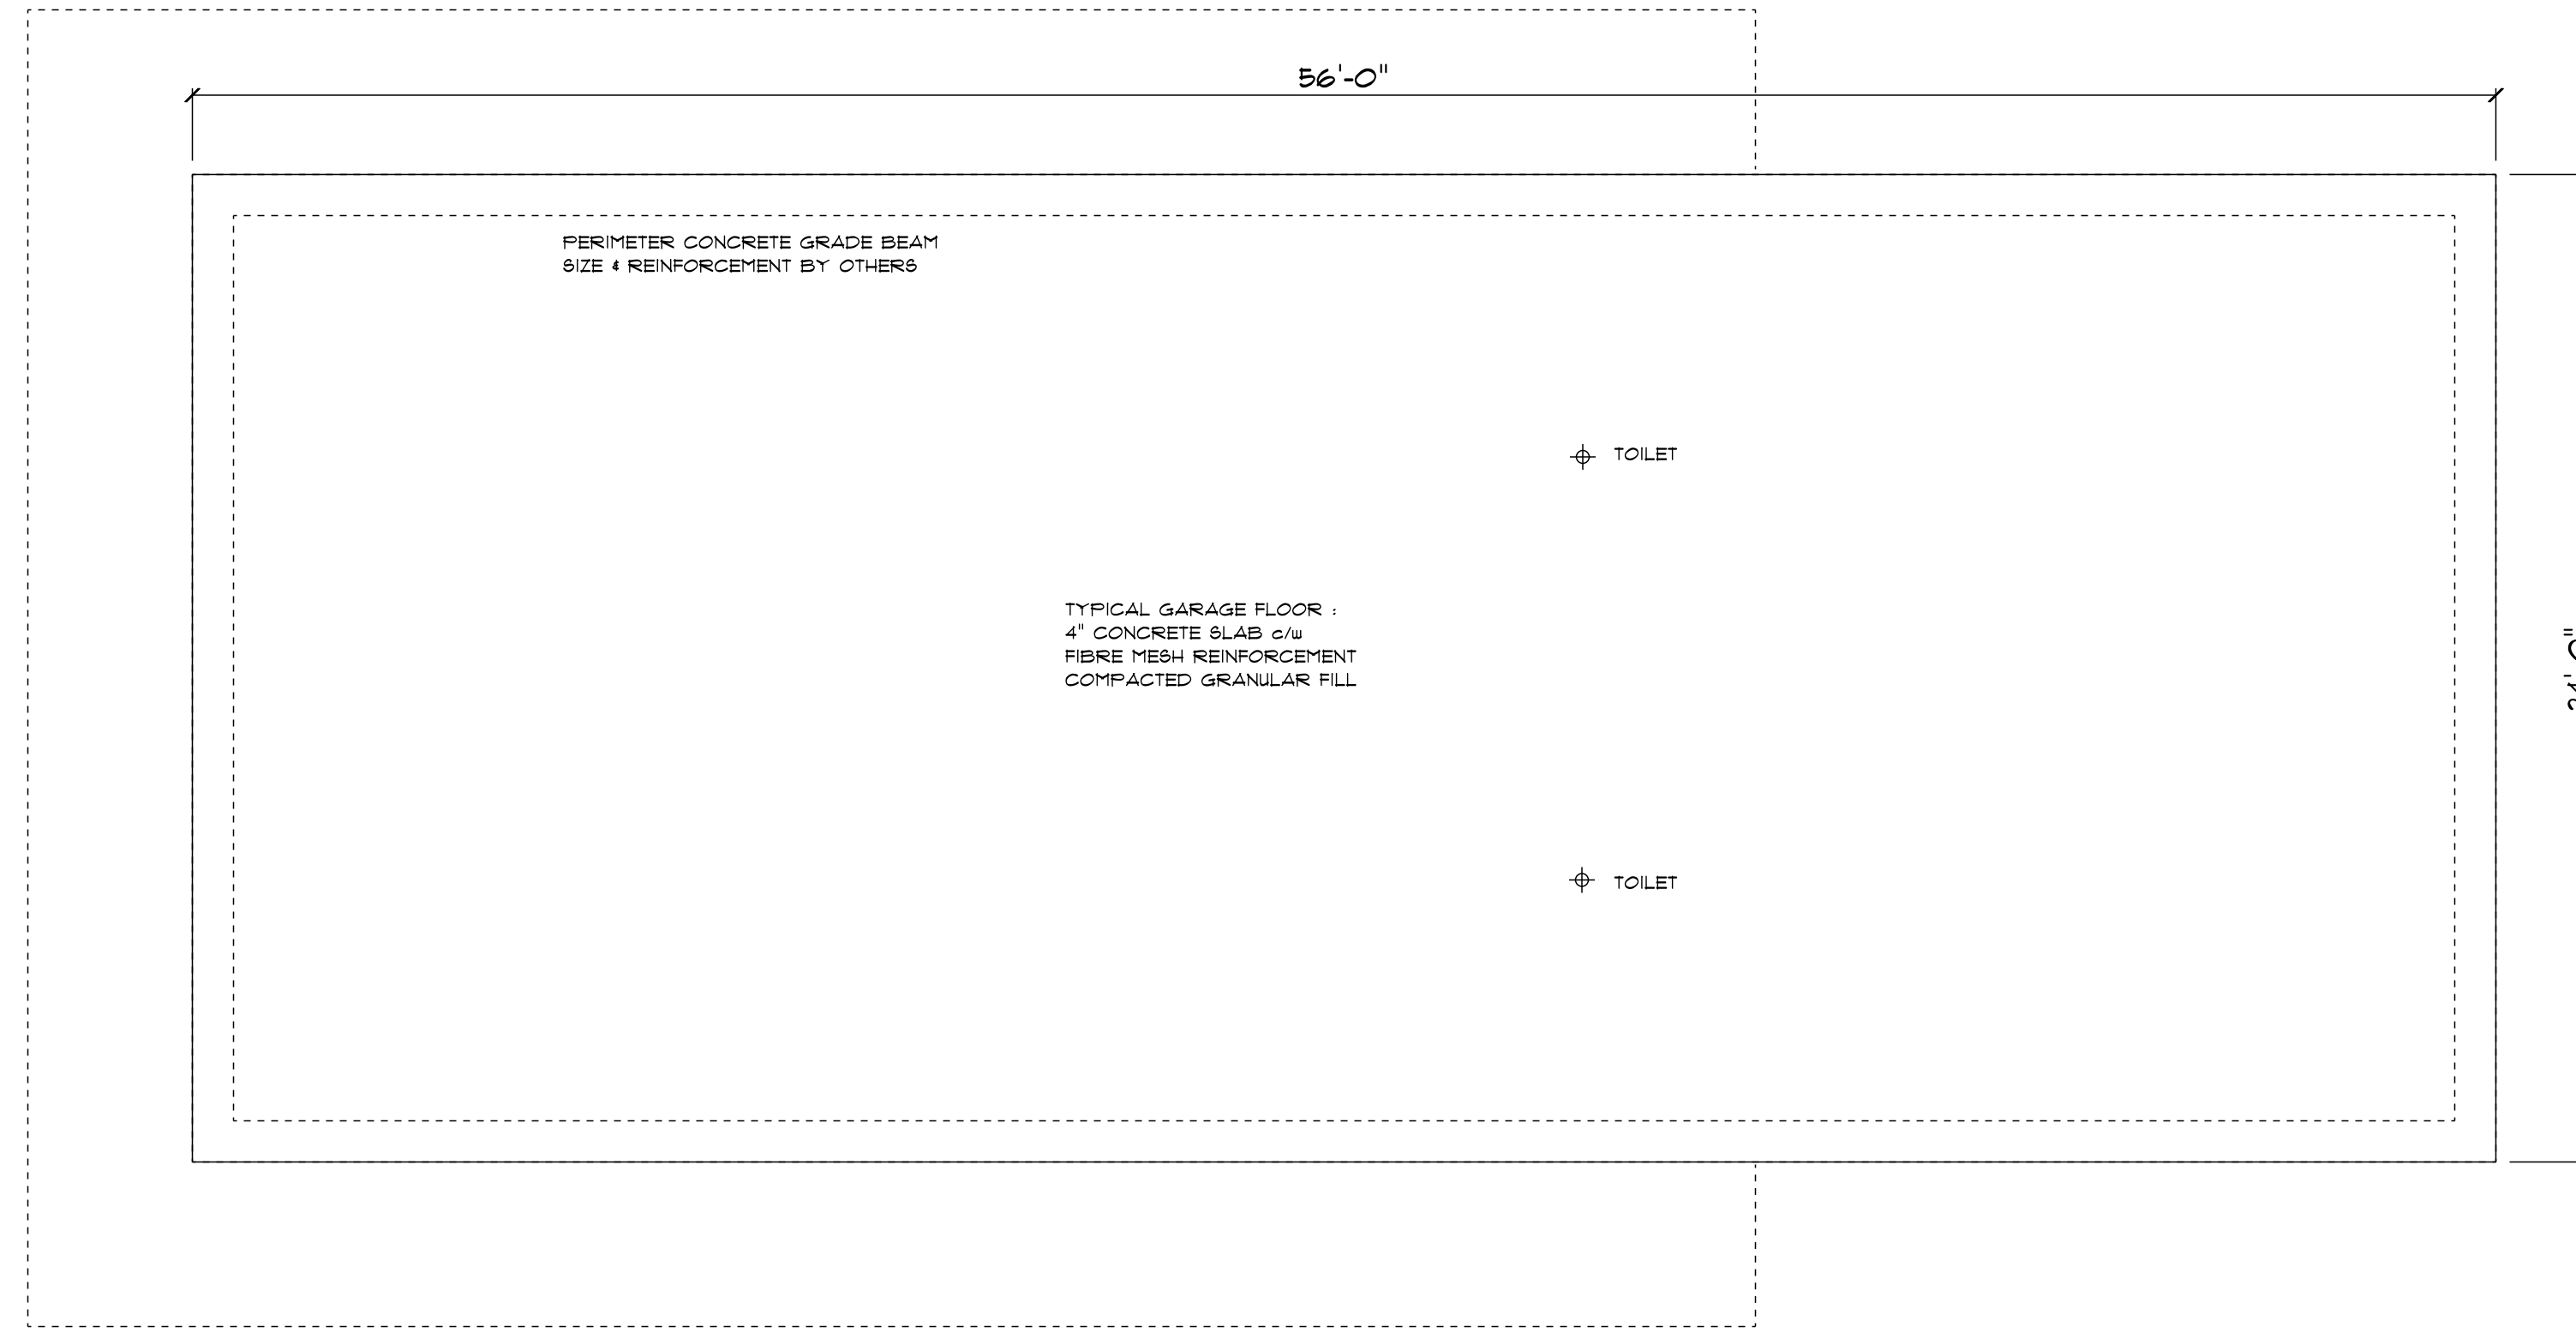 56'-0"
PERIMETER CONCRETE GRADE BEAM
SIZE & REINFORCEMENT BY OTHERS
TOILET
TYPICAL GARAGE FLOOR :
4" CONCRETE SLAB c/w
FIBRE MESH REINFORCEMENT
COMPACTED GRANULAR FILL
TOILET